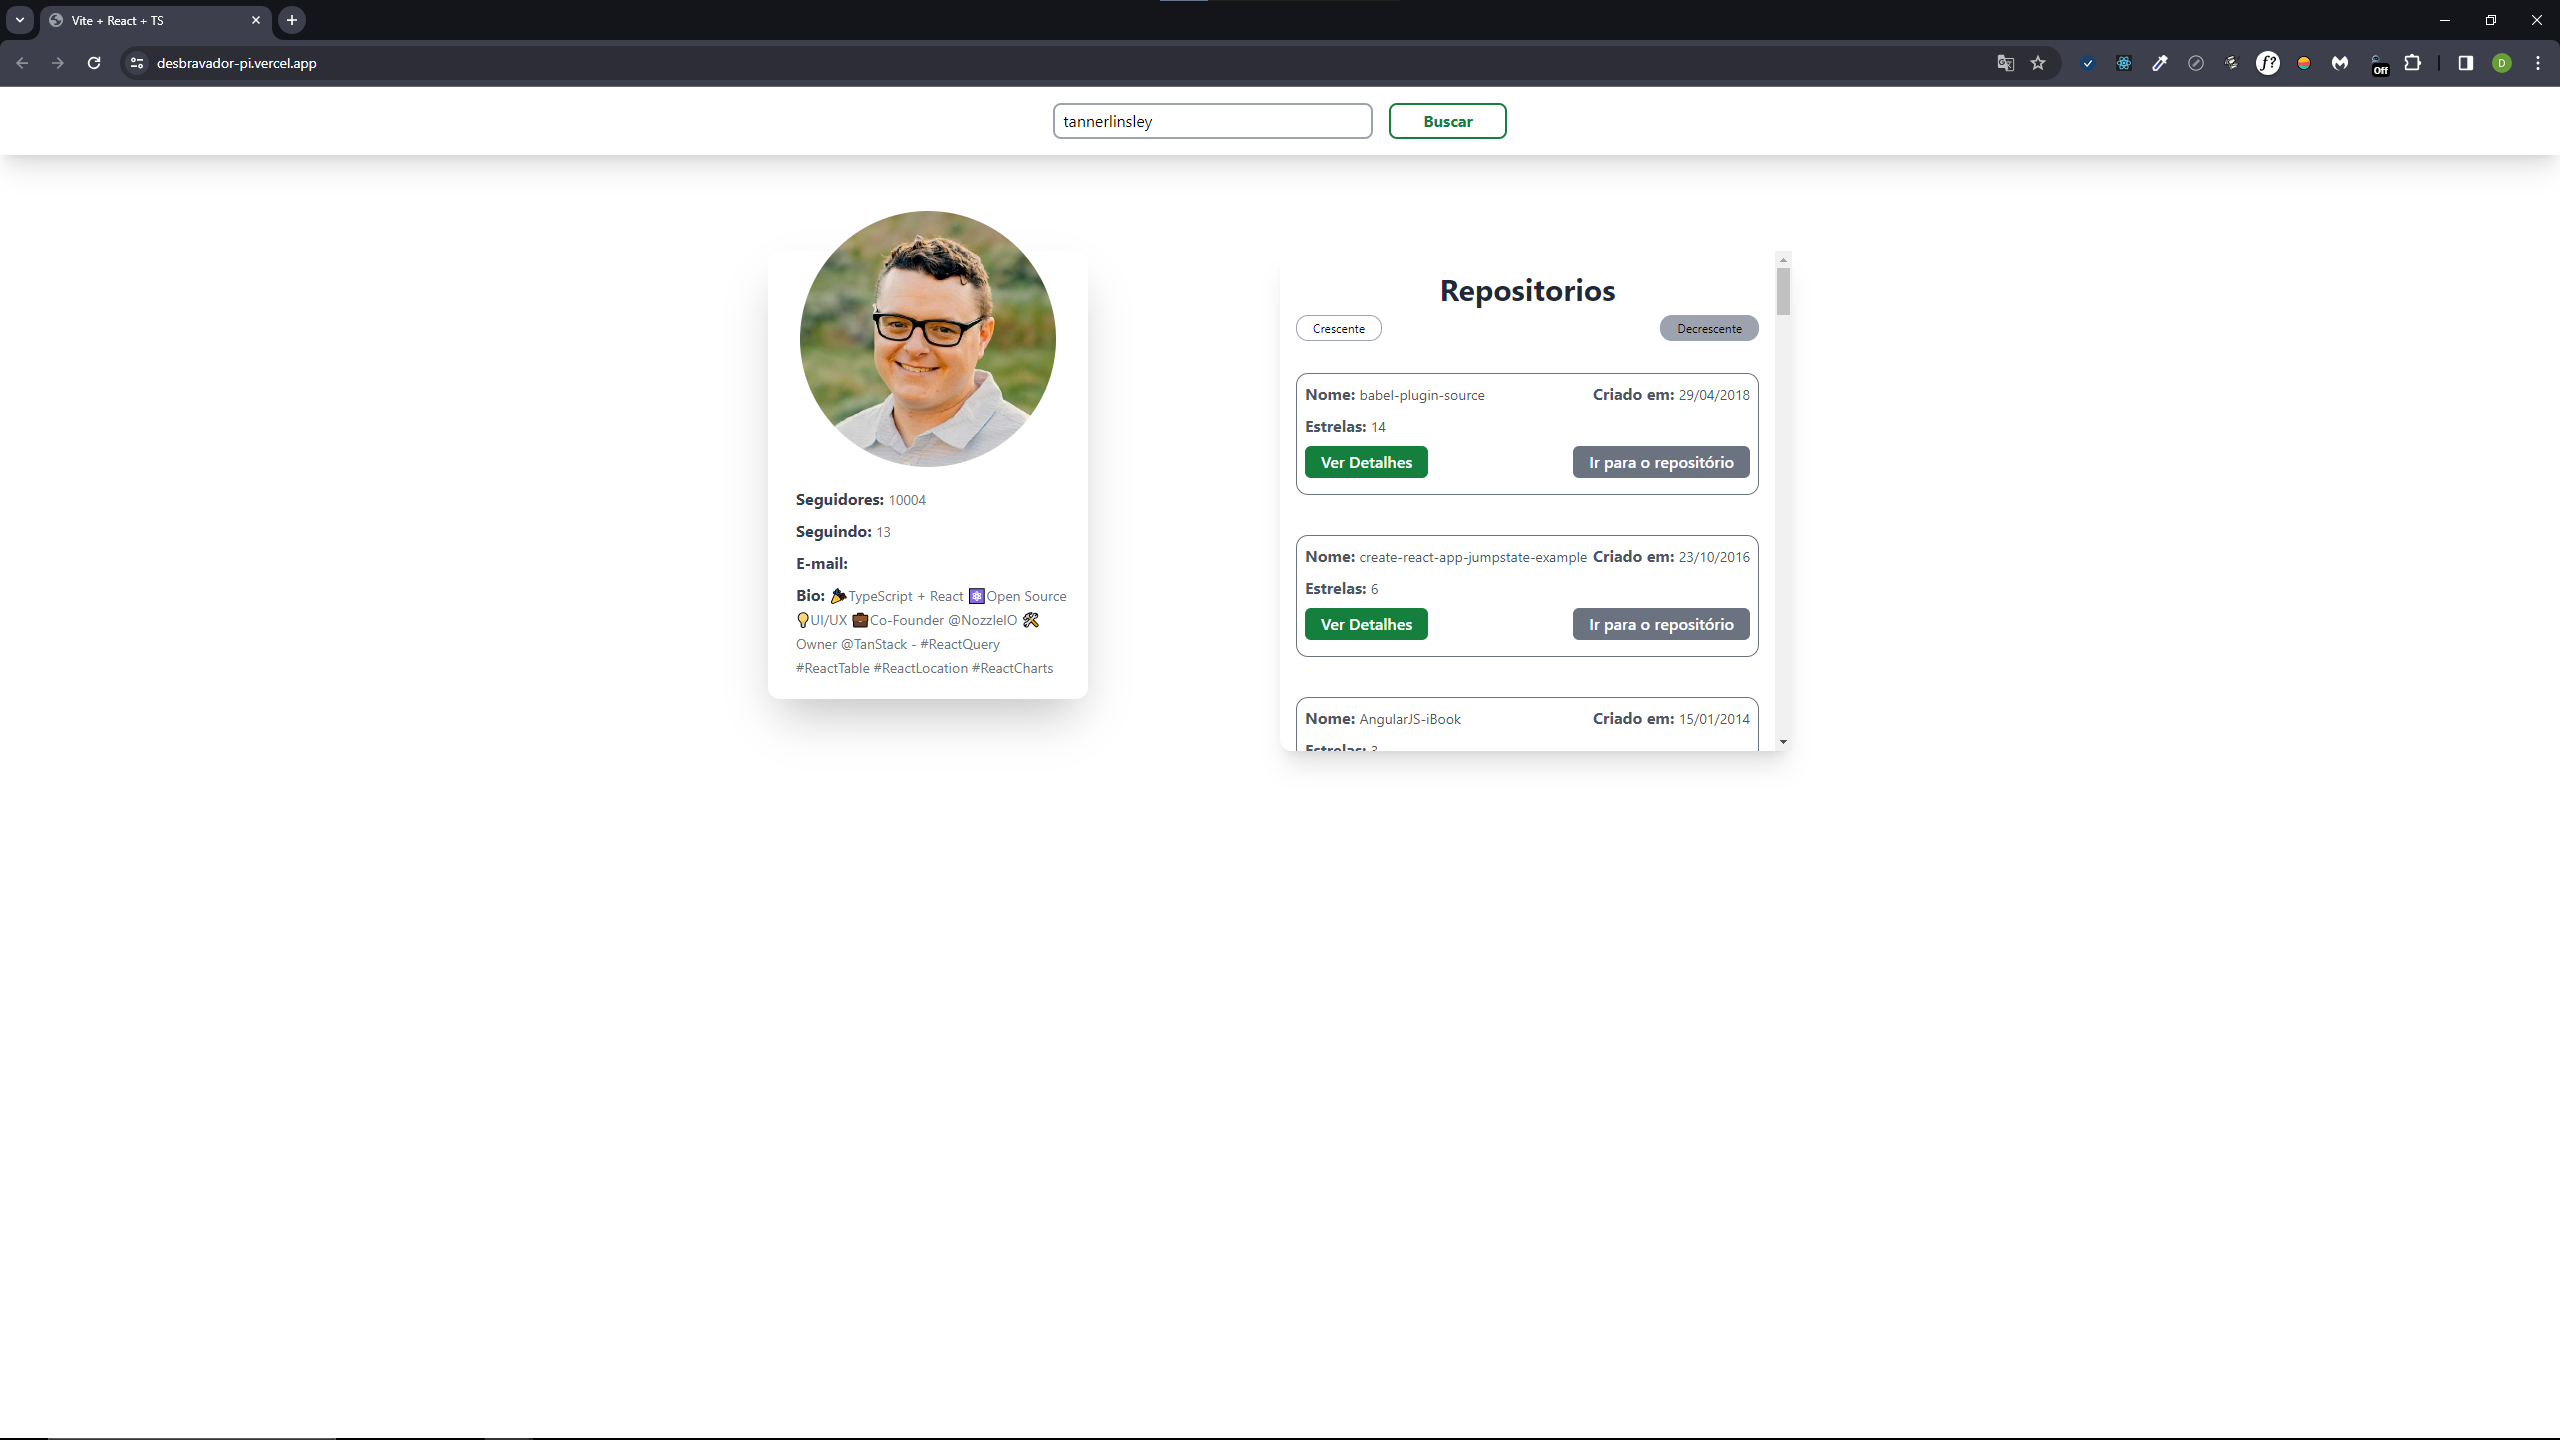 Vite + React + TS
desbravador-pi.vercel.app
f?
Off
D
tannerlinsley
Buscar
Repositorios
Crescente
Decrescente
Nome: babel-plugin-source
Criado em: 29/04/2018
Estrelas: 14
Ver Detalhes
Ir para o repositório
Nome: create-react-app-jumpstate-example
Criado em: 23/10/2016
Estrelas: 6
Ver Detalhes
Ir para o repositório
Nome: AngularJS-iBook
Criado em: 15/01/2014
Estrelas: 3
Seguidores: 10004
Seguindo: 13
E-mail:
Bio: 🎉TypeScript + React ⚛Open Source
💡UI/UX 💼Co-Founder @NozzleIO 🛠
Owner @TanStack - #ReactQuery
#ReactTable #ReactLocation #ReactCharts